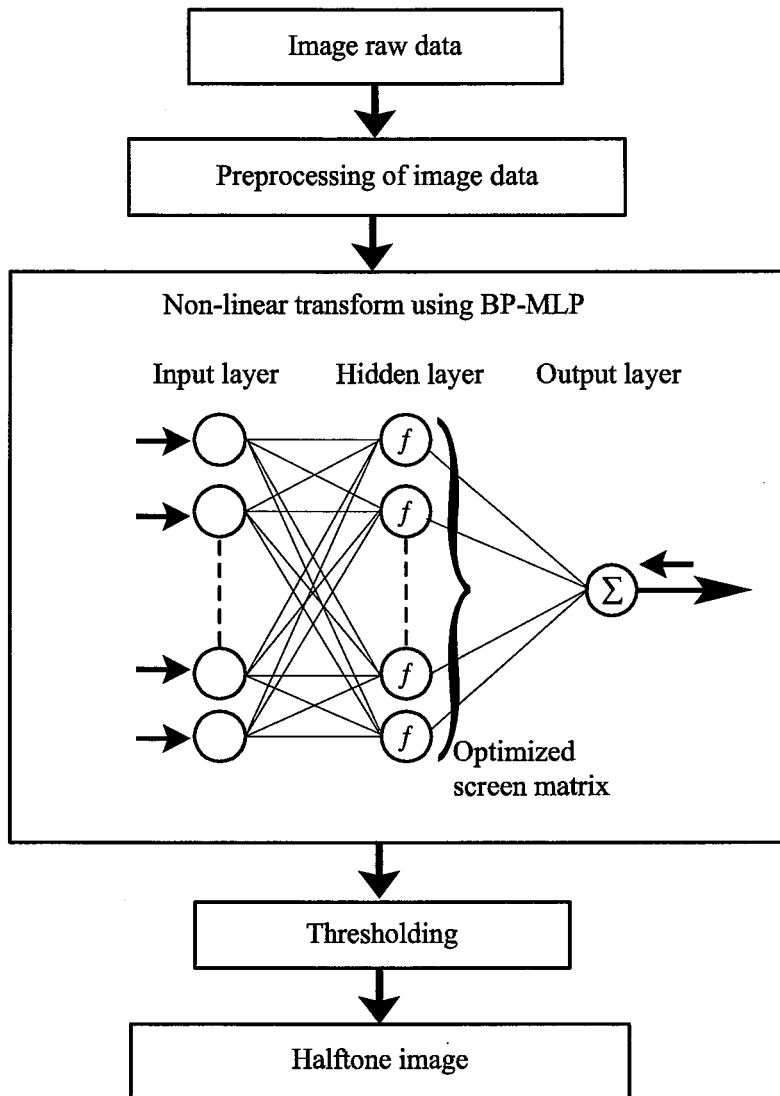 Image raw data
Preprocessing of image data
Non-linear transform using BP-MLP
Input layer
Hidden layer
Output layer
f
f
Σ
f
f
Optimized
screen matrix
Thresholding
Halftone image